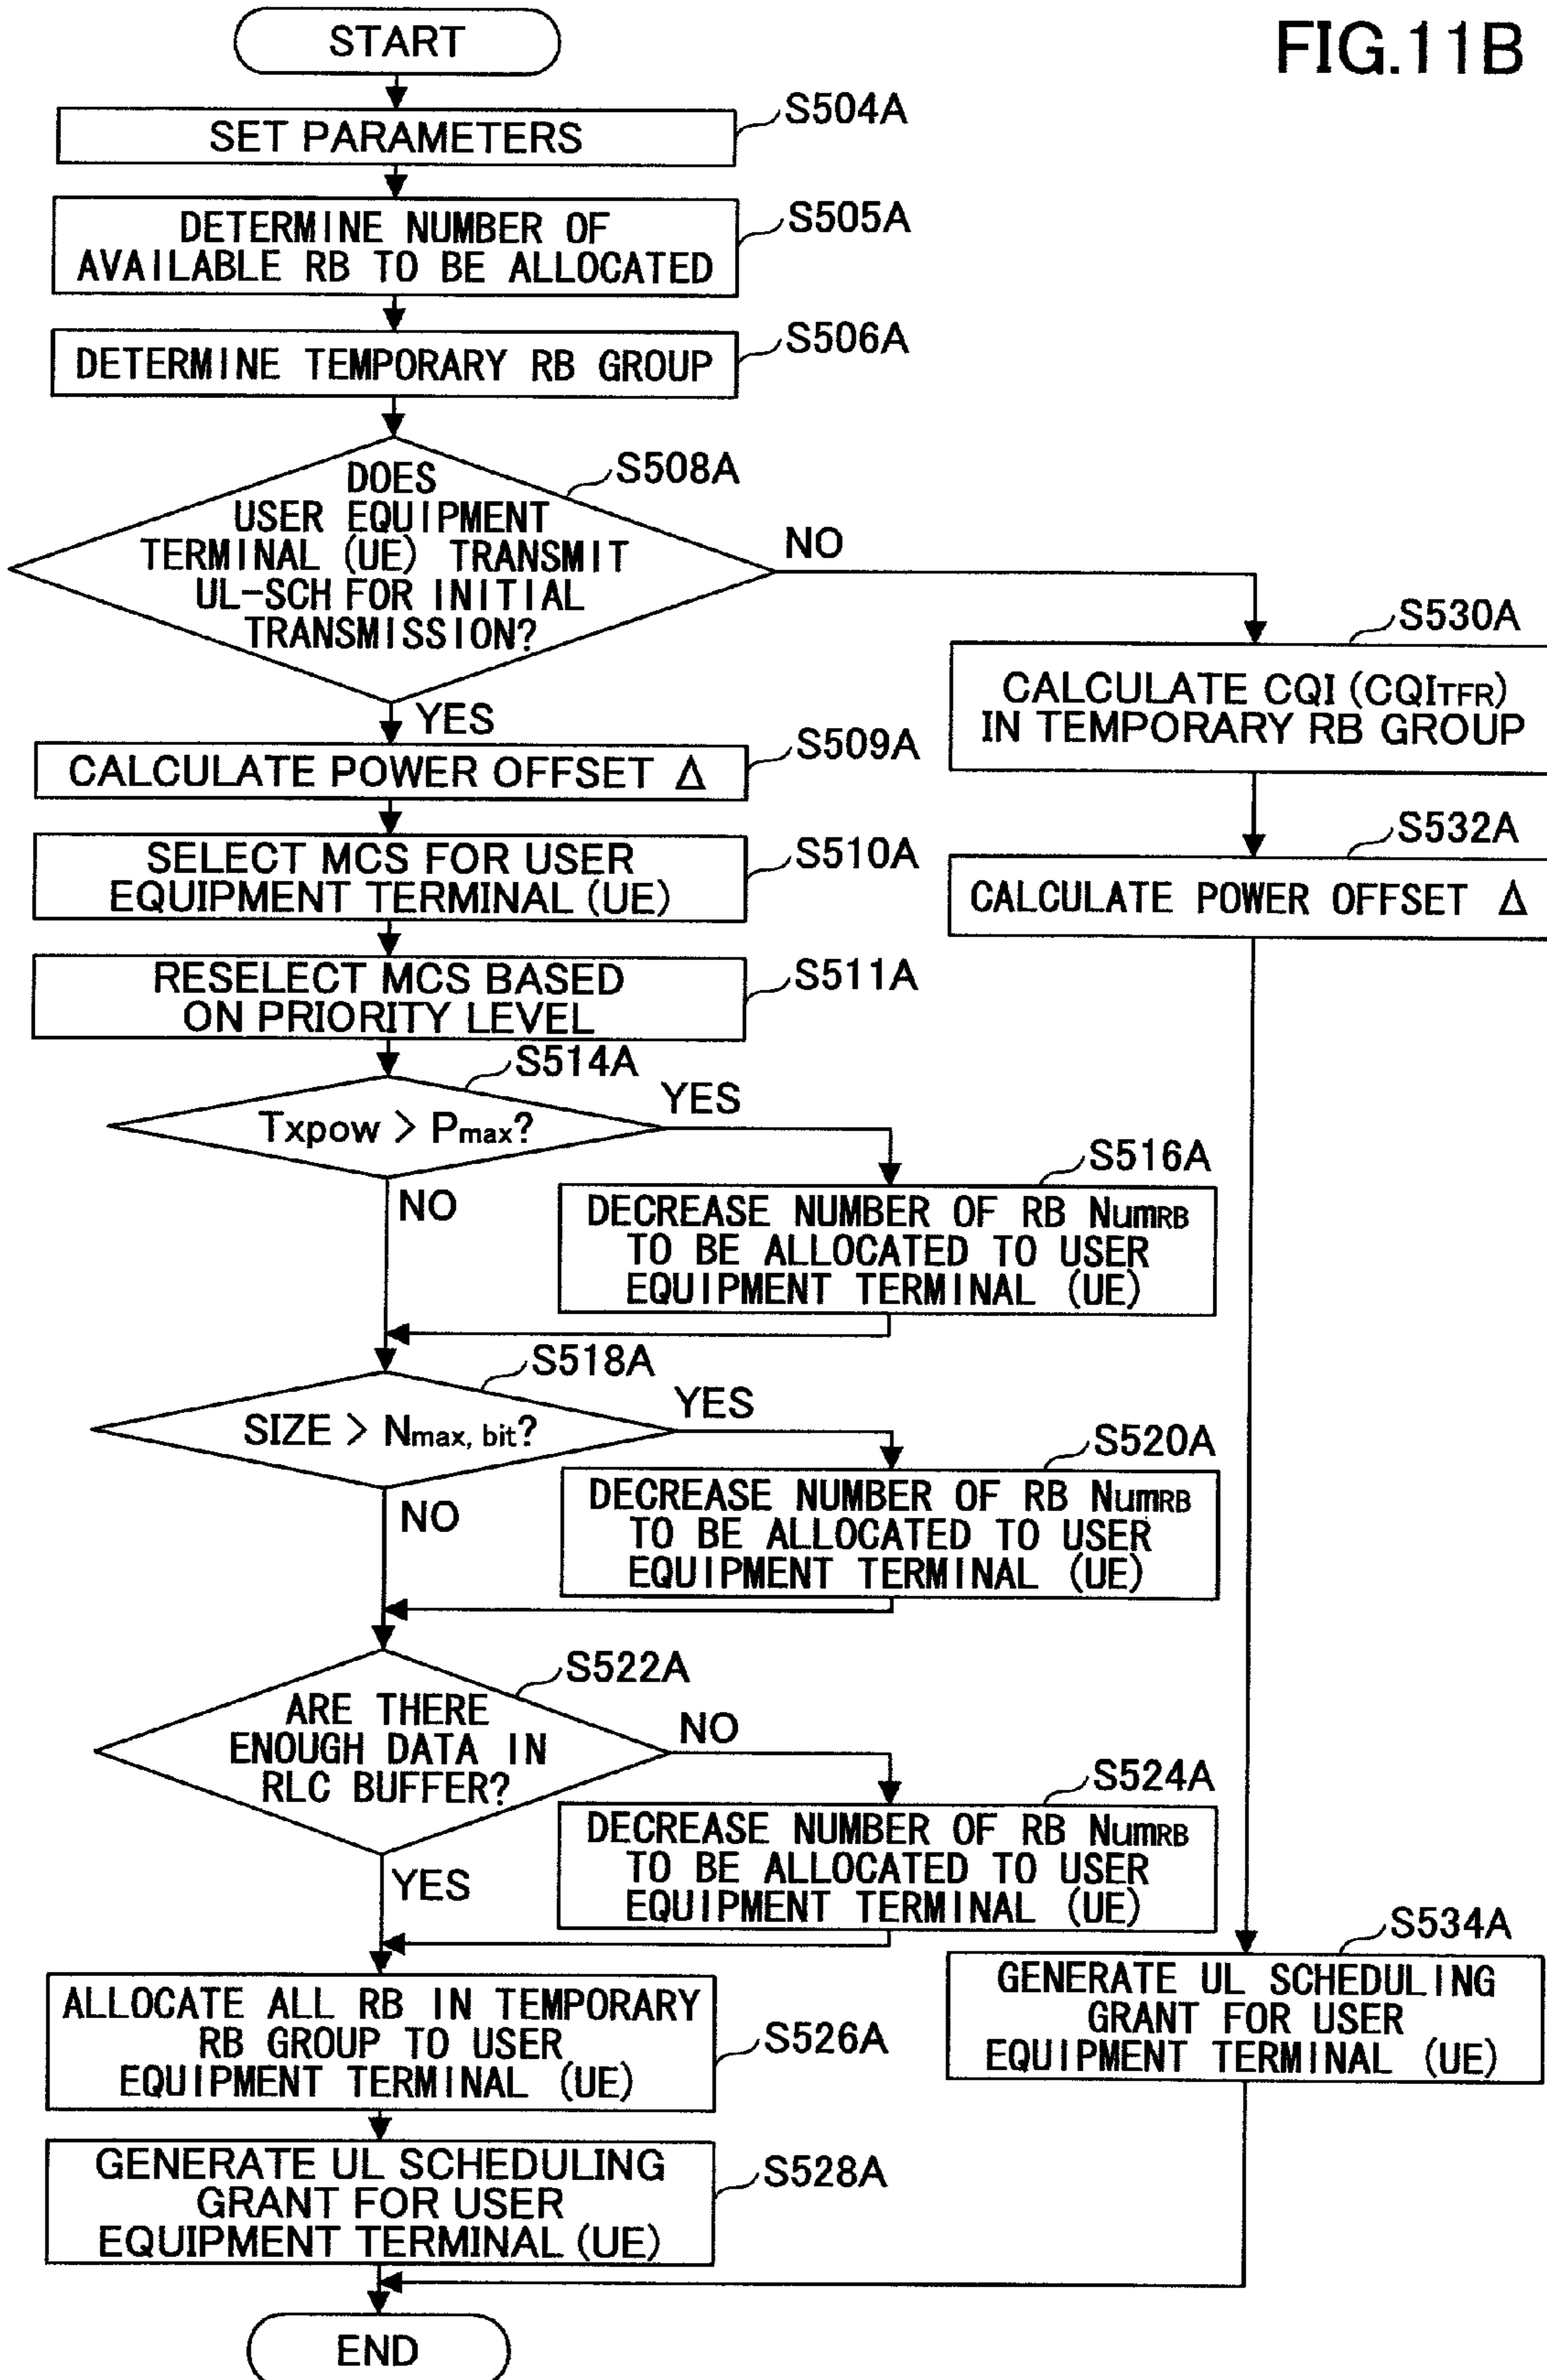 FIG.11B
START
S504A
SET PARAMETERS
S505A
DETERMINE NUMBER OF
AVAILABLE RB TO BE ALLOCATED
S506A
DETERMINE TEMPORARY RB GROUP
S508A
DOES
USER EQUIPMENT
TERMINAL (UE) TRANSMIT
UL-SCH FOR INITIAL
TRANSMISSION?
NO
YES
S530A
CALCULATE CQI (CQITFR)
IN TEMPORARY RB GROUP
S509A
CALCULATE POWER OFFSET Δ
S532A
CALCULATE POWER OFFSET Δ
S510A
SELECT MCS FOR USER
EQUIPMENT TERMINAL (UE)
S511A
RESELECT MCS BASED
ON PRIORITY LEVEL
S514A
Txpow > Pmax?
YES
NO
S516A
DECREASE NUMBER OF RB NumRB
TO BE ALLOCATED TO USER
EQUIPMENT TERMINAL (UE)
S518A
SIZE > Nmax, bit?
YES
NO
S520A
DECREASE NUMBER OF RB NumRB
TO BE ALLOCATED TO USER
EQUIPMENT TERMINAL (UE)
S522A
ARE THERE
ENOUGH DATA IN
RLC BUFFER?
NO
YES
S524A
DECREASE NUMBER OF RB NumRB
TO BE ALLOCATED TO USER
EQUIPMENT TERMINAL (UE)
S534A
GENERATE UL SCHEDULING
GRANT FOR USER
EQUIPMENT TERMINAL (UE)
S526A
ALLOCATE ALL RB IN TEMPORARY
RB GROUP TO USER
EQUIPMENT TERMINAL (UE)
S528A
GENERATE UL SCHEDULING
GRANT FOR USER
EQUIPMENT TERMINAL (UE)
END